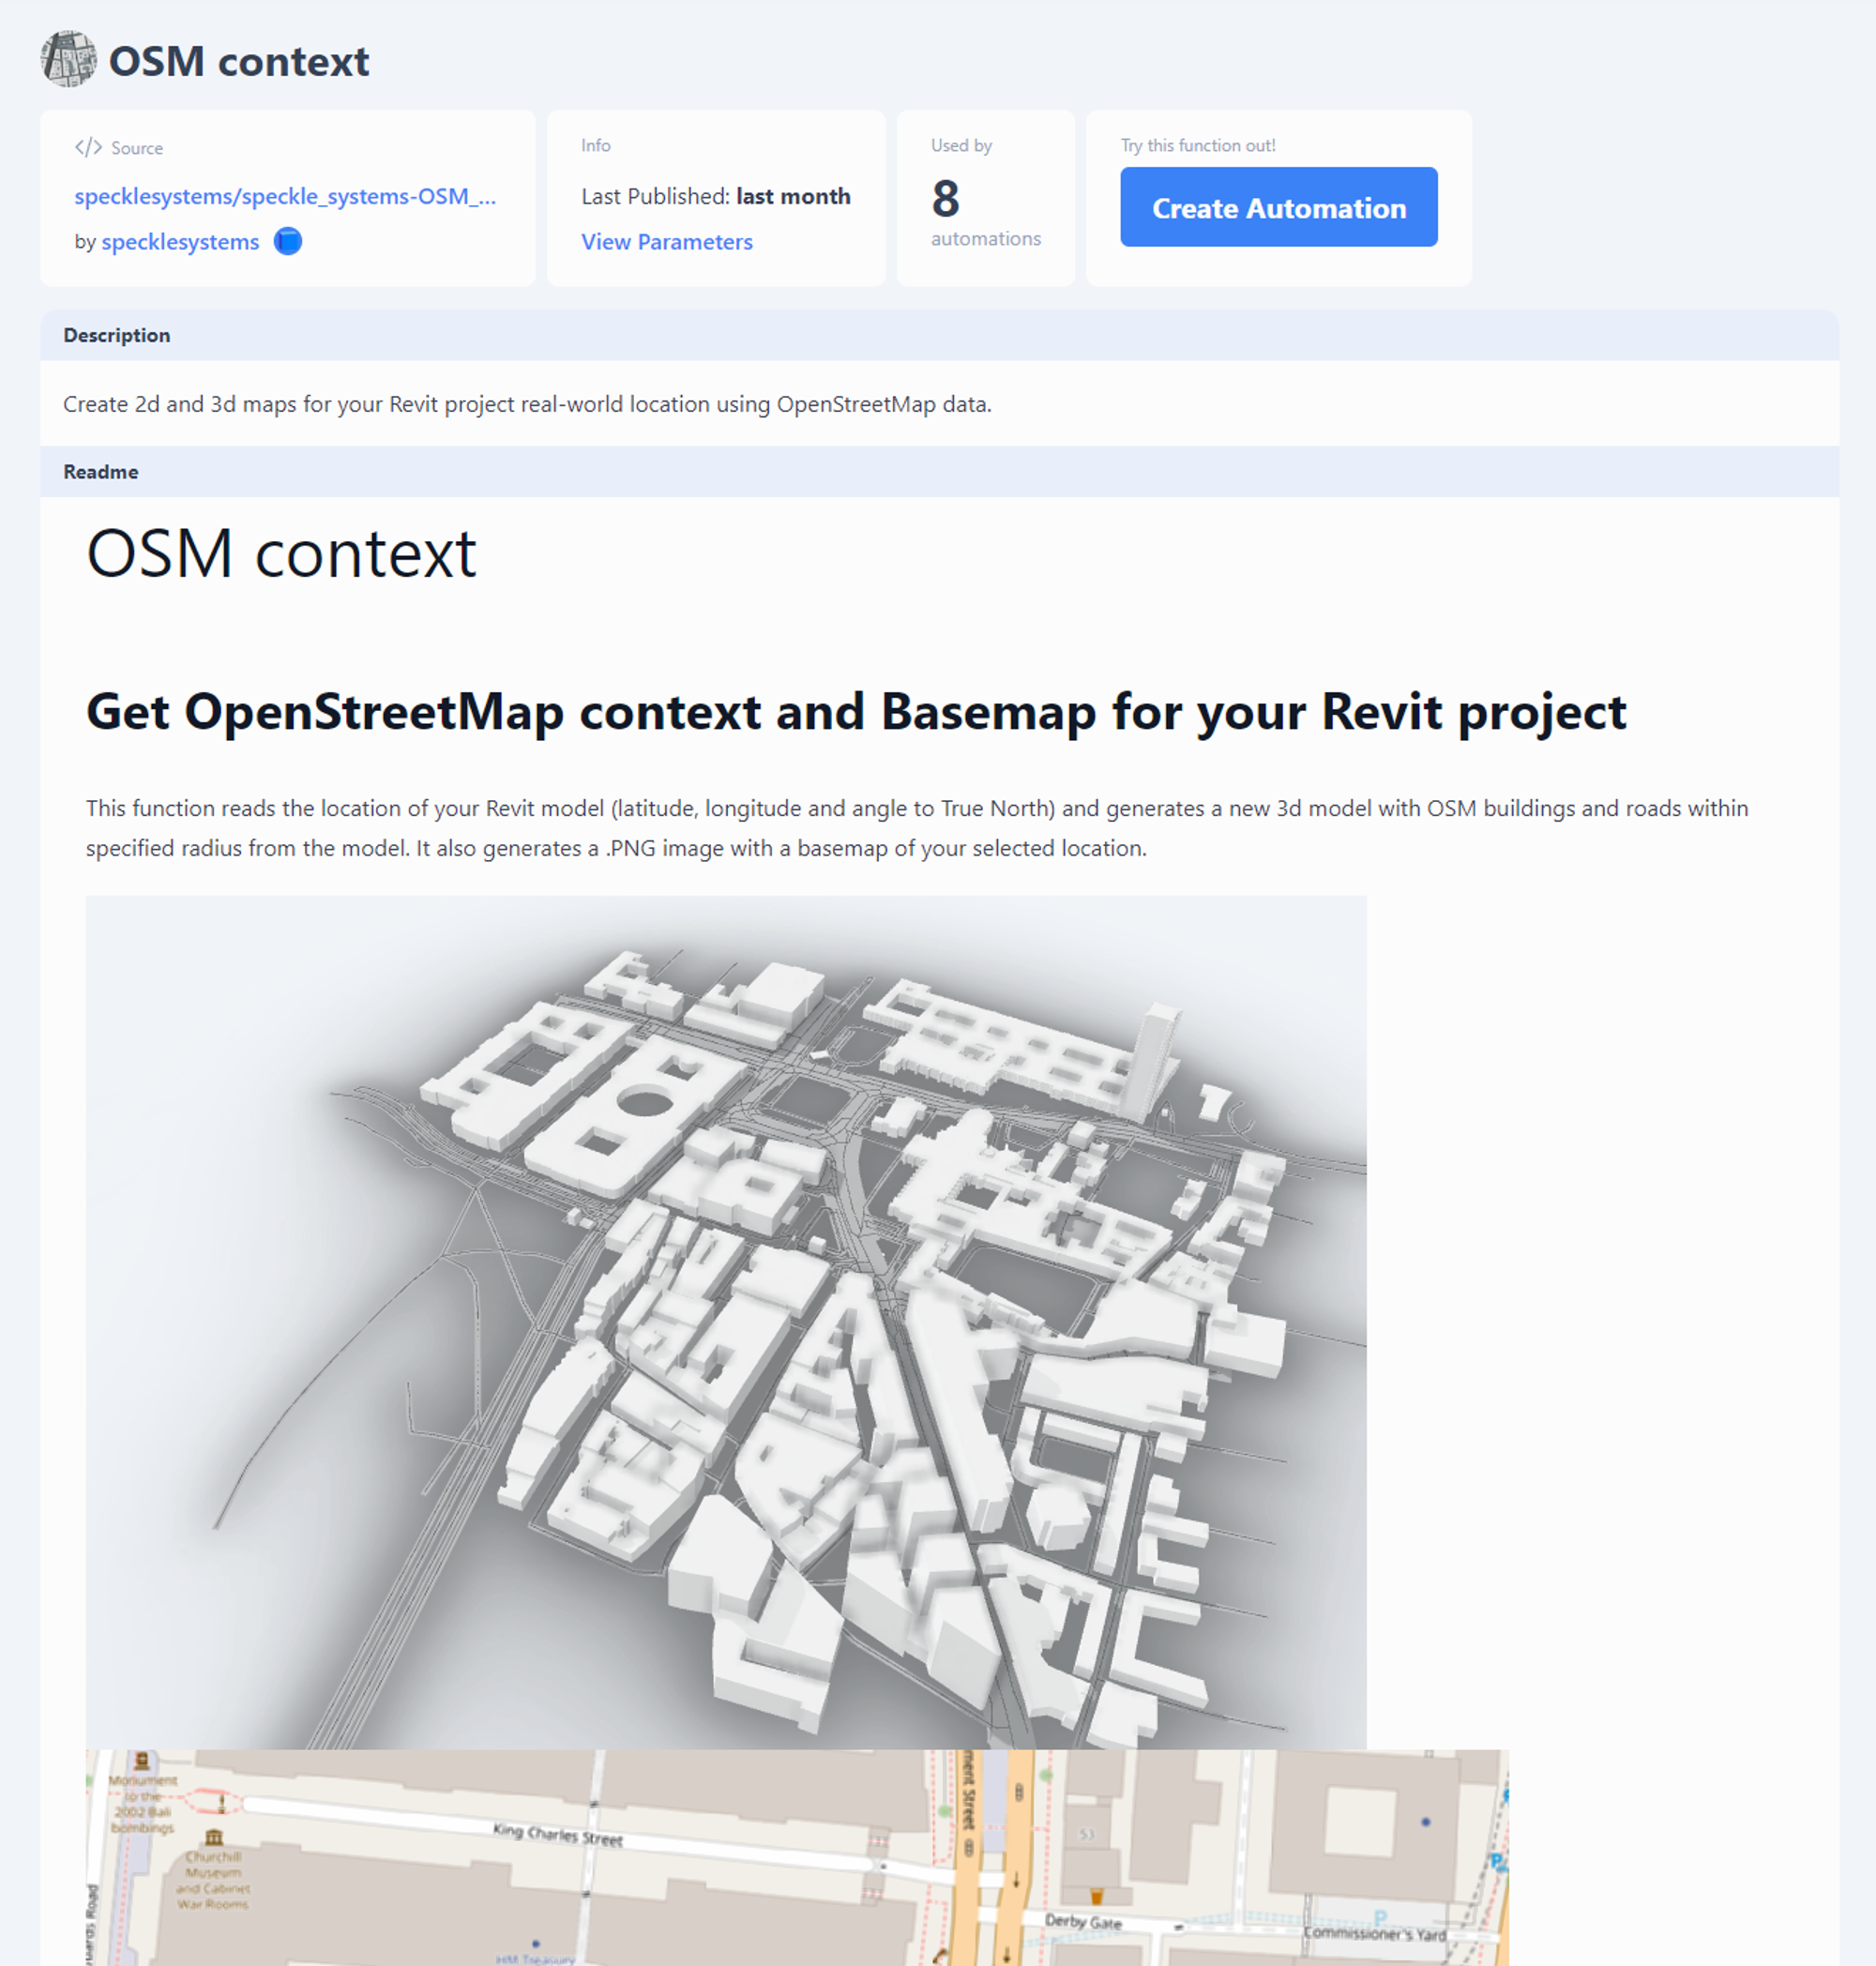 OSM context
Source
specklesystems/speckle_systems-OSM_...
by specklesystems
Info
Last Published: last month
View Parameters
Used by
8
automations
Try this function out!
Create Automation
Description
Create 2d and 3d maps for your Revit project real-world location using OpenStreetMap data.
Readme
OSM context
Get OpenStreetMap context and Basemap for your Revit project
This function reads the location of your Revit model (latitude, longitude and angle to True North) and generates a new 3d model with OSM buildings and roads within
specified radius from the model. It also generates a .PNG image with a basemap of your selected location.
Monument
to the
2002 Bali
bombings
King Charles Street
Churchill
Museum
and Cabinet
War Rooms
ment Street
53
P
Derby Gate
P
Commissioner's Yard
Road
HM Treasury